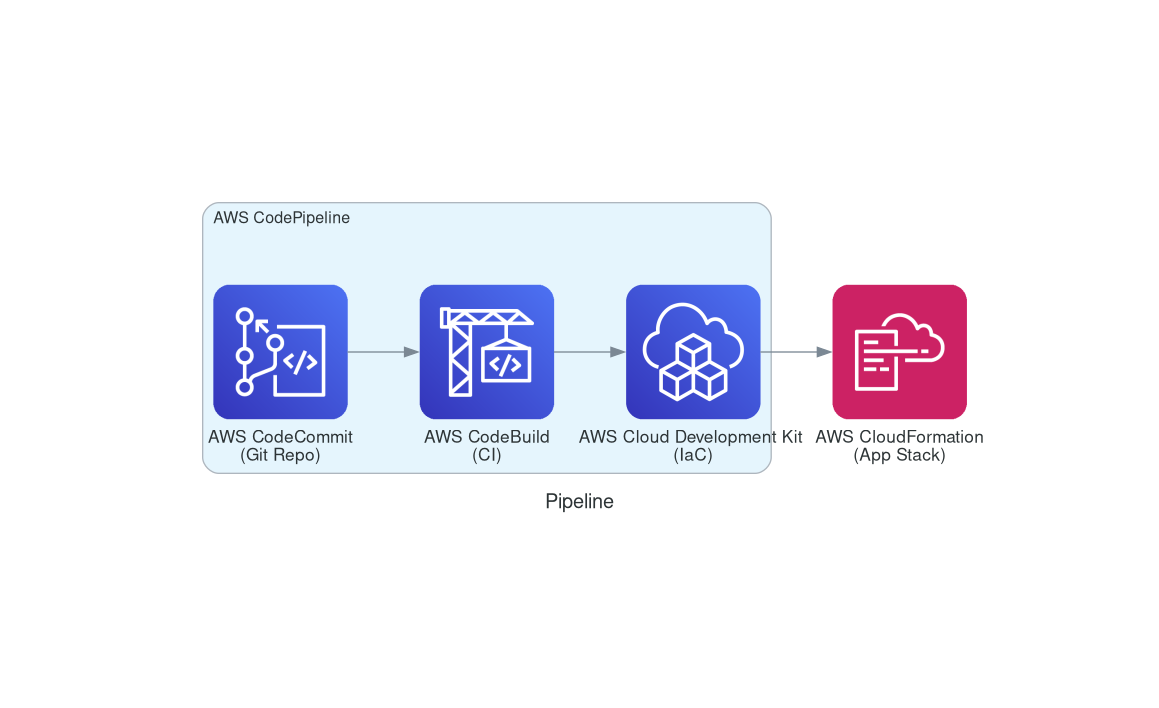 AWS CodePipeline
AWS CodeCommit
(Git Repo)
AWS CodeBuild
(CI)
AWS Cloud Development Kit
(IaC)
AWS CloudFormation
(App Stack)
Pipeline